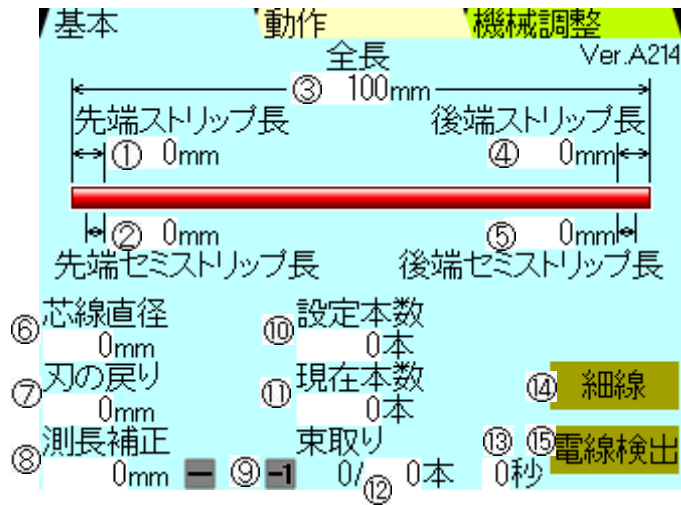 基本 動作 機械調整
全長 Ver.A214
③ 100mm
先端ストリップ長 後端ストリップ長
① 0mm ④ 0mm
② 0mm ⑤ 0mm
先端セミストリップ長 後端セミストリップ長
芯線直径 設定本数
⑥ 0mm ⑩ 0本
刃の戻り 現在本数
⑦ 0mm ⑪ 0本 ⑭ 細線
測長補正 束取り ⑬ ⑮ 電線検出
⑧ 0mm − ⑨ -1 0/⑫ 0本 0秒